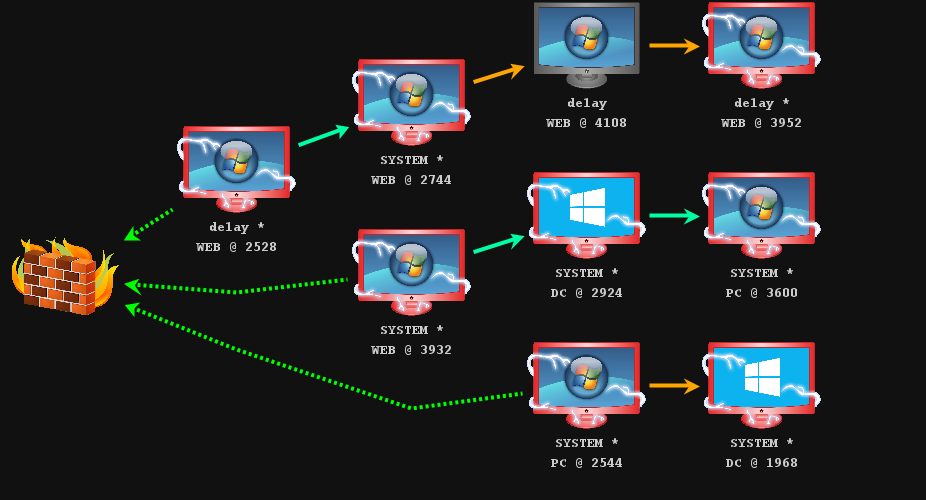 delay
WEB @ 4108
delay *
WEB @ 3952
SYSTEM *
WEB @ 2744
delay *
WEB @ 2528
SYSTEM *
DC @ 2924
SYSTEM *
PC @ 3600
SYSTEM *
WEB @ 3932
SYSTEM *
PC @ 2544
SYSTEM *
DC @ 1968